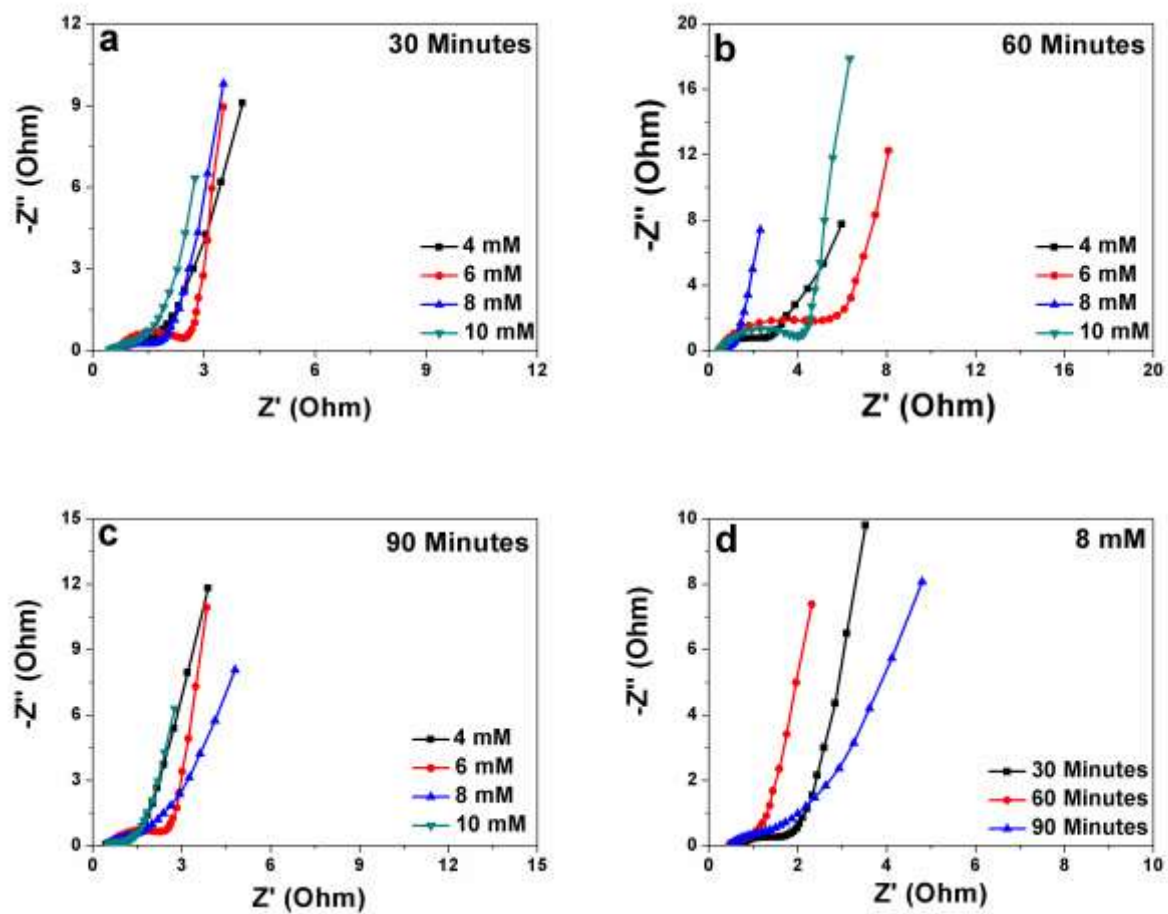 a
30 Minutes
12
9
6
3
0
-Z" (Ohm)
4 mM
6 mM
8 mM
10 mM
0 3 6 9 12
Z' (Ohm)
b
60 Minutes
20
16
12
8
4
0
-Z" (Ohm)
4 mM
6 mM
8 mM
10 mM
0 4 8 12 16 20
Z' (Ohm)
c
90 Minutes
15
12
9
6
3
0
-Z" (Ohm)
4 mM
6 mM
8 mM
10 mM
0 3 6 9 12 15
Z' (Ohm)
d
8 mM
10
8
6
4
2
0
-Z" (Ohm)
30 Minutes
60 Minutes
90 Minutes
0 2 4 6 8 10
Z' (Ohm)